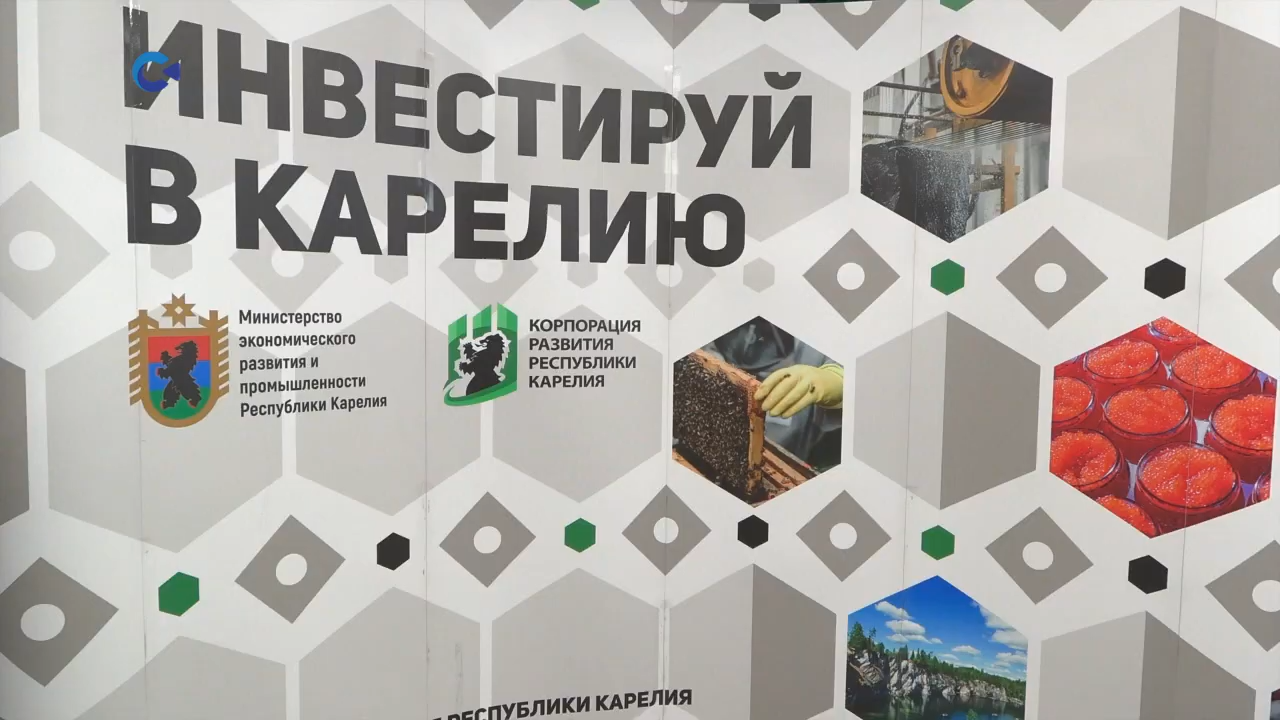 ИНВЕСТИРУЙ
В КАРЕЛИЮ
Министерство
экономического
развития и
промышленности
Республики Карелия
КОРПОРАЦИЯ
РАЗВИТИЯ
РЕСПУБЛИКИ
КАРЕЛИЯ
РЕСПУБЛИКИ КАРЕЛИЯ